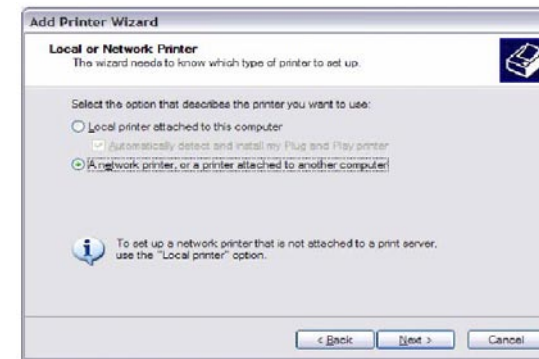 Add Printer Wizard
Local or Network Printer
The wizard needs to know which type of printer to set up.
Select the option that describes the printer you want to use:
Local printer attached to this computer
Automatically detect and install my Plug and Play printer
A network printer, or a printer attached to another computer
To set up a network printer that is not attached to a print server,
use the "Local printer" option.
< Back
Next >
Cancel